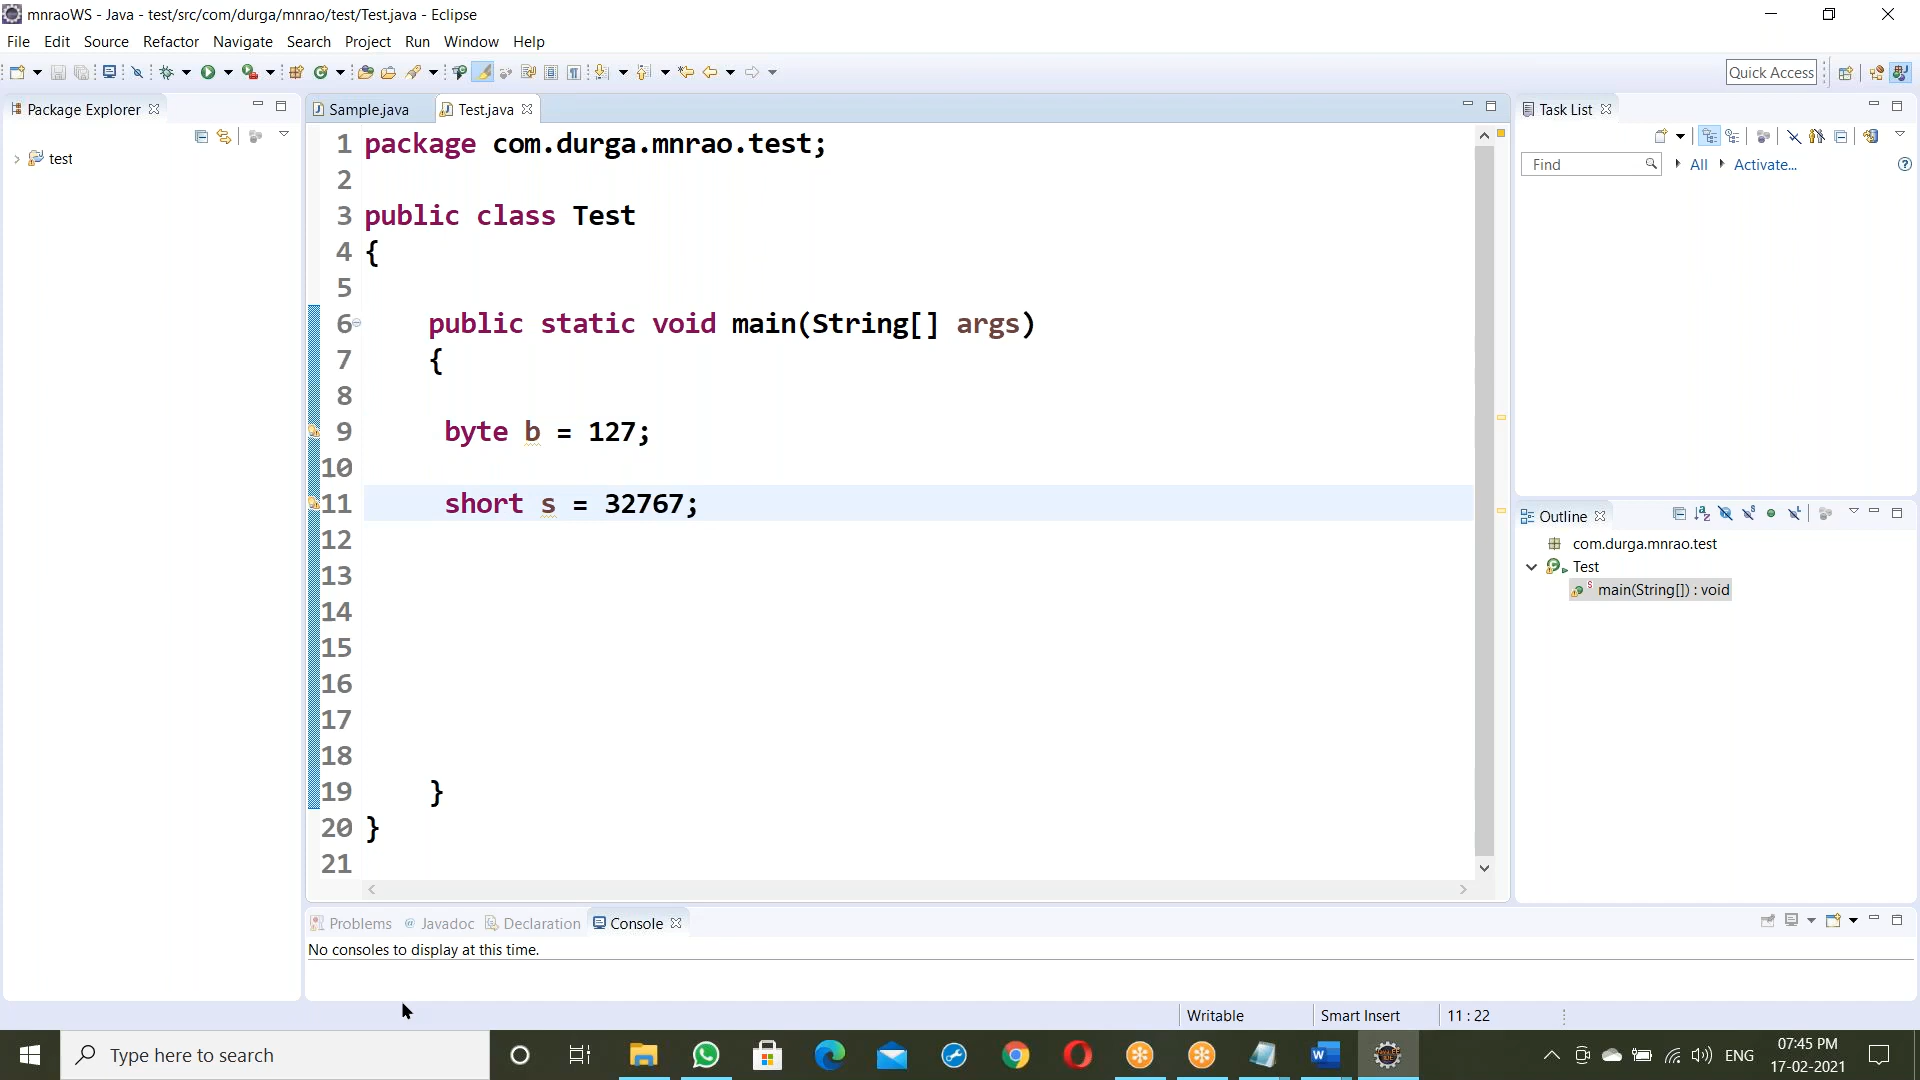 mnraoWS - Java - test/src/com/durga/mnrao/test/Test.java - Eclipse
File Edit Source Refactor Navigate Search Project Run Window Help
Quick Access
Package Explorer
test
Sample.java
Test.java
1 package com.durga.mnrao.test;
2
3 public class Test
4 {
5
6 public static void main(String[] args)
7 {
8
9 byte b = 127;
10
11 short s = 32767;
12
13
14
15
16
17
18
19 }
20 }
21
Task List
Find
All
Activate...
Outline
com.durga.mnrao.test
Test
main(String[]) : void
Problems
@ Javadoc
Declaration
Console
No consoles to display at this time.
Writable
Smart Insert
11 : 22
Type here to search
ENG
07:45 PM
17-02-2021